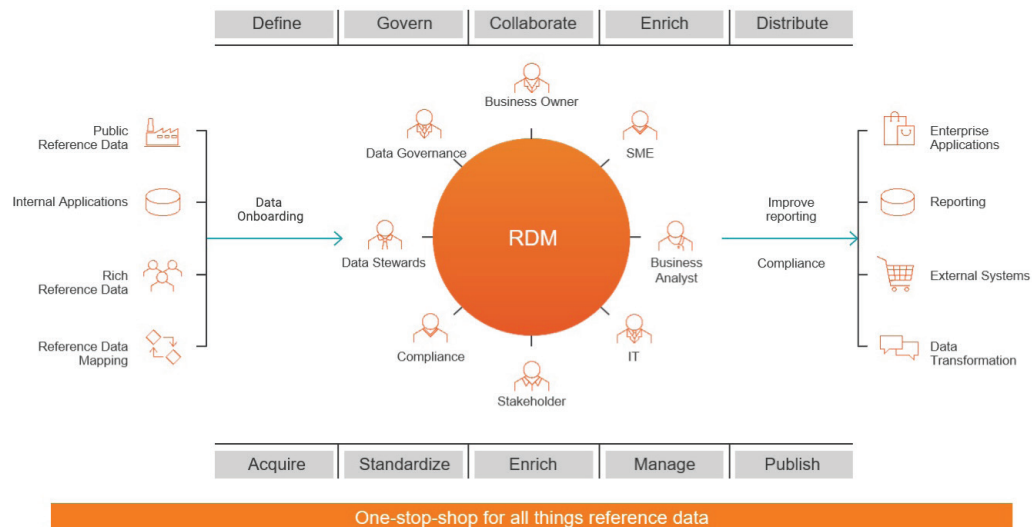 Define
Govern
Collaborate
Enrich
Distribute
Public
Reference Data
Internal Applications
Rich
Reference Data
Reference Data
Mapping
Data
Onboarding
Business Owner
Data Governance
SME
Data Stewards
RDM
Business
Analyst
Compliance
IT
Stakeholder
Improve
reporting
Compliance
Enterprise
Applications
Reporting
External Systems
Data
Transformation
Acquire
Standardize
Enrich
Manage
Publish
One-stop-shop for all things reference data